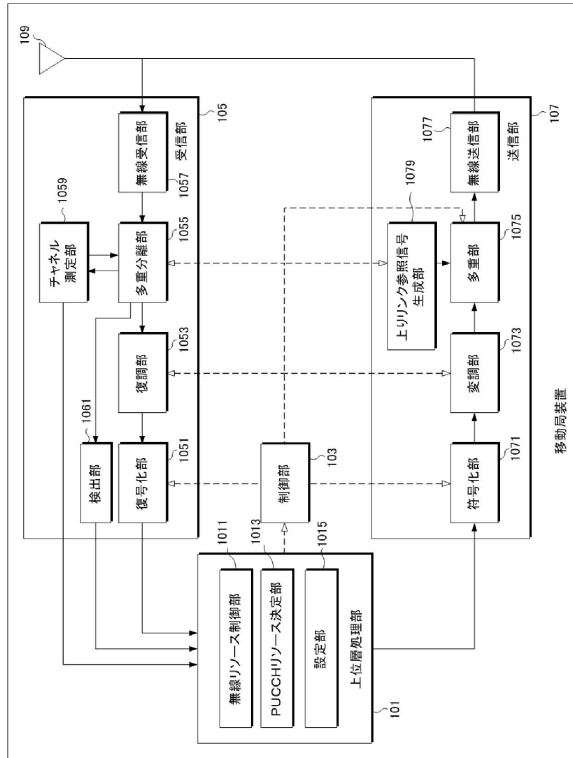 109
1059
チャネル
測定部
1061
検出部
復号化部
1051
復調部
1053
多重分離部
1055
無線受信部
1057
受信部
105
1011
無線リソース制御部
1013
PUCCHリソース決定部
1015
設定部
上位層処理部
101
制御部
103
1079
上りリンク参照信号
生成部
符号化部
1071
変調部
1073
多重部
1075
無線送信部
1077
送信部
107
移動局装置